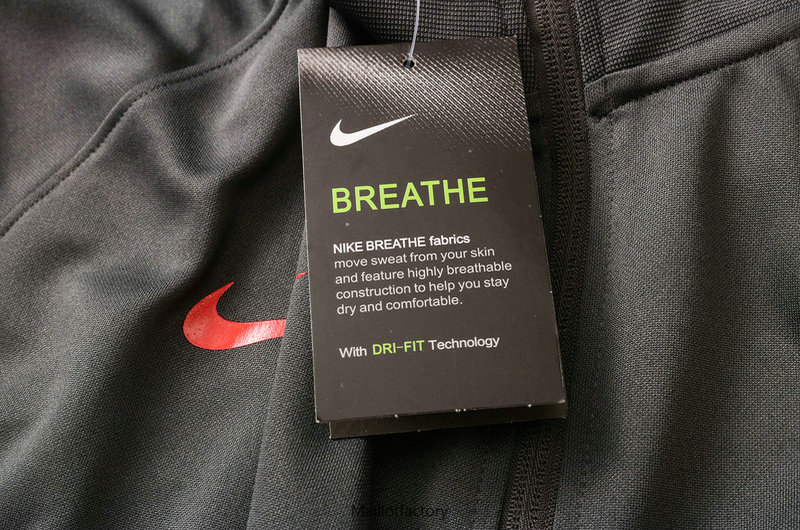 BREATHE
NIKE BREATHE fabrics
move sweat from your skin
and feature highly breathable
construction to help you stay
dry and comfortable.
With DRI-FIT Technology